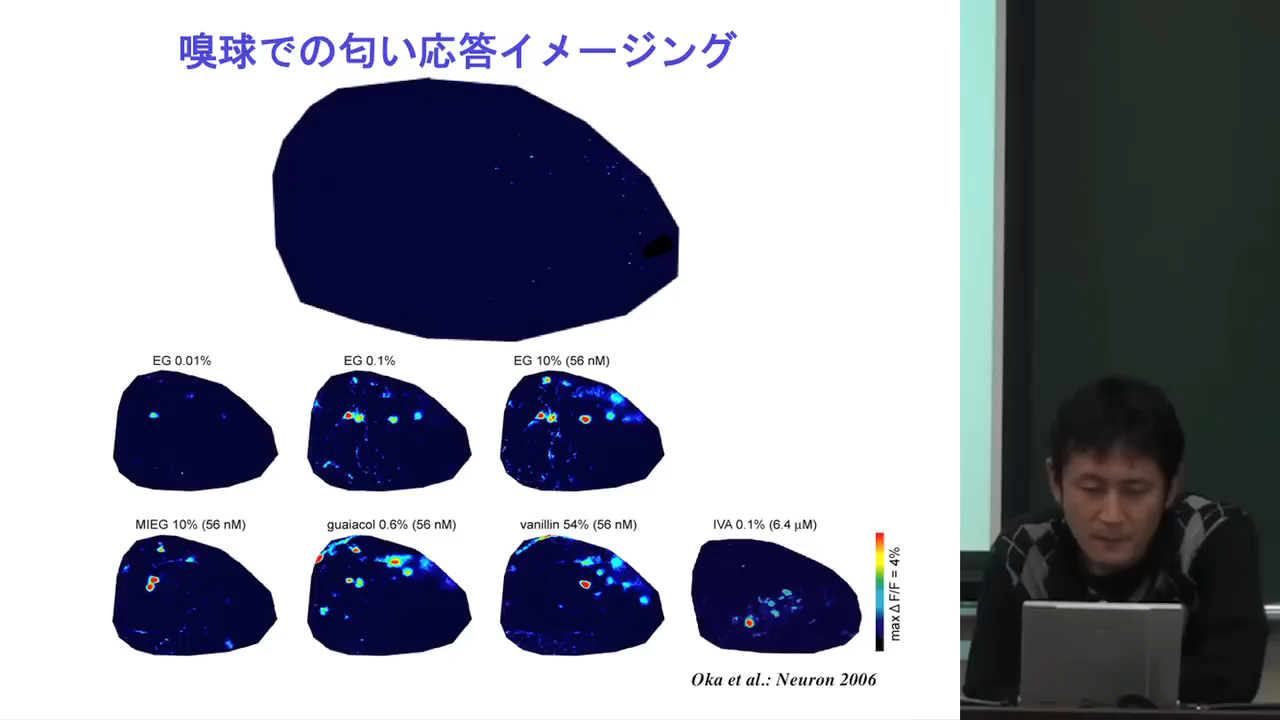 嗅球での匂い応答イメージング
EG 0.01%
EG 0.1%
EG 10% (56 nM)
MIEG 10% (56 nM)
guaiacol 0.6% (56 nM)
vanillin 54% (56 nM)
IVA 0.1% (6.4 μM)
max Δ F/F = 4%
Oka et al.: Neuron 2006